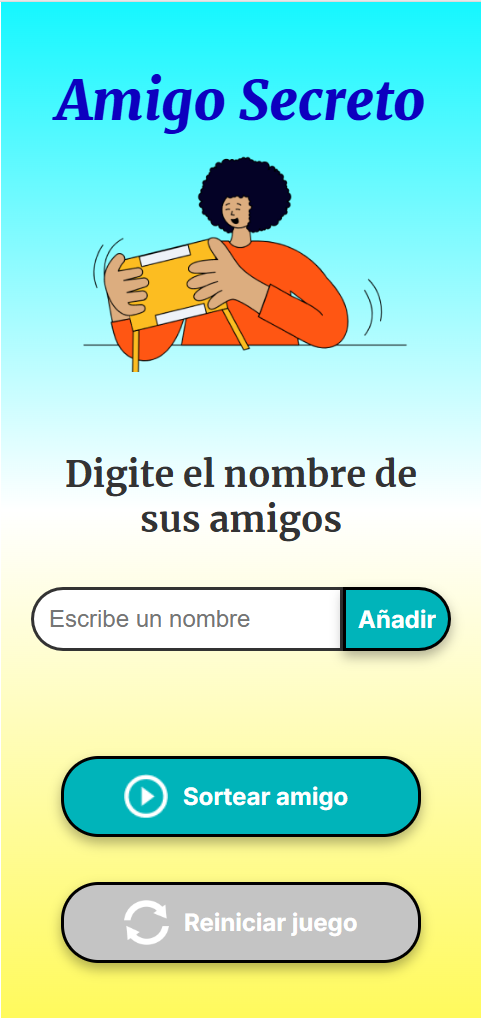 Amigo Secreto
Digite el nombre de
sus amigos
Escribe un nombre
Añadir
Sortear amigo
Reiniciar juego